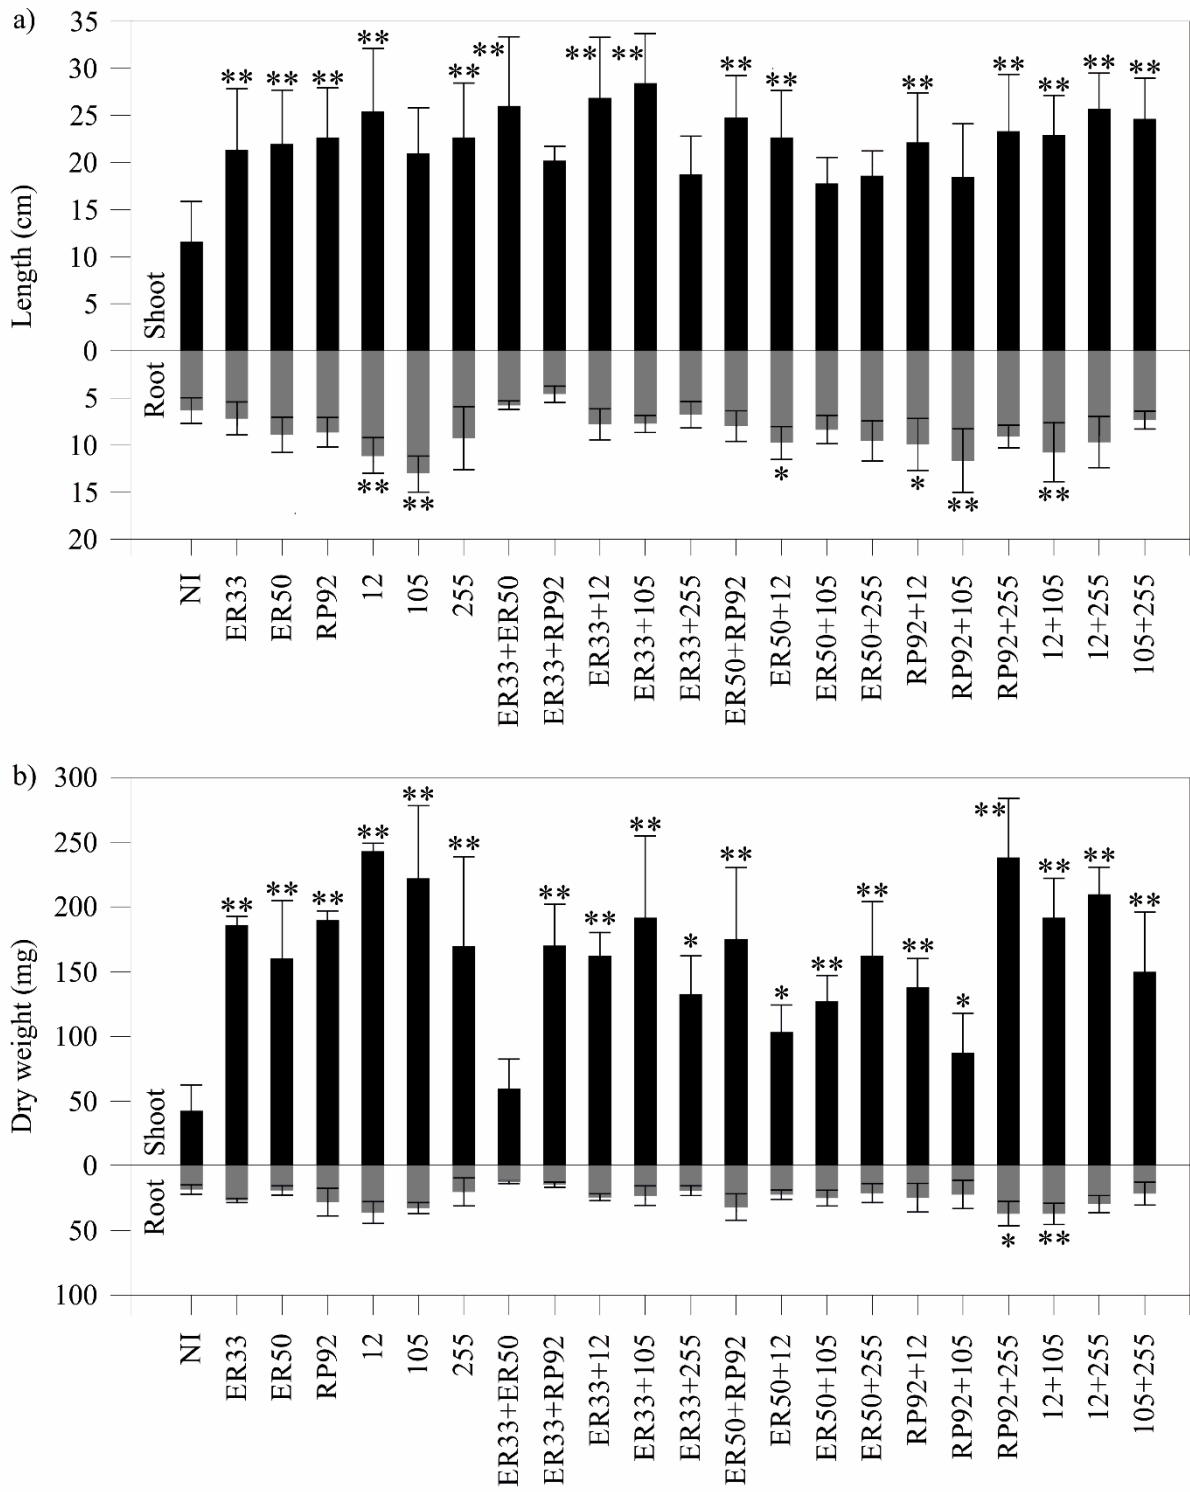 a)
35
30
25
20
15
10
5
0
5
10
15
20
Length (cm)
Shoot
Root
** ** ** ** ** ** ** ** ** ** ** ** ** ** **
** ** * * ** **
NI
ER33
ER50
RP92
12
105
255
ER33+ER50
ER33+RP92
ER33+12
ER33+105
ER33+255
ER50+RP92
ER50+12
ER50+105
ER50+255
RP92+12
RP92+105
RP92+255
12+105
12+255
105+255
b)
300
250
200
150
100
50
0
50
100
Dry weight (mg)
Shoot
Root
** ** ** ** ** ** ** ** ** * ** * ** ** ** * ** ** ** **
* **
NI
ER33
ER50
RP92
12
105
255
ER33+ER50
ER33+RP92
ER33+12
ER33+105
ER33+255
ER50+RP92
ER50+12
ER50+105
ER50+255
RP92+12
RP92+105
RP92+255
12+105
12+255
105+255